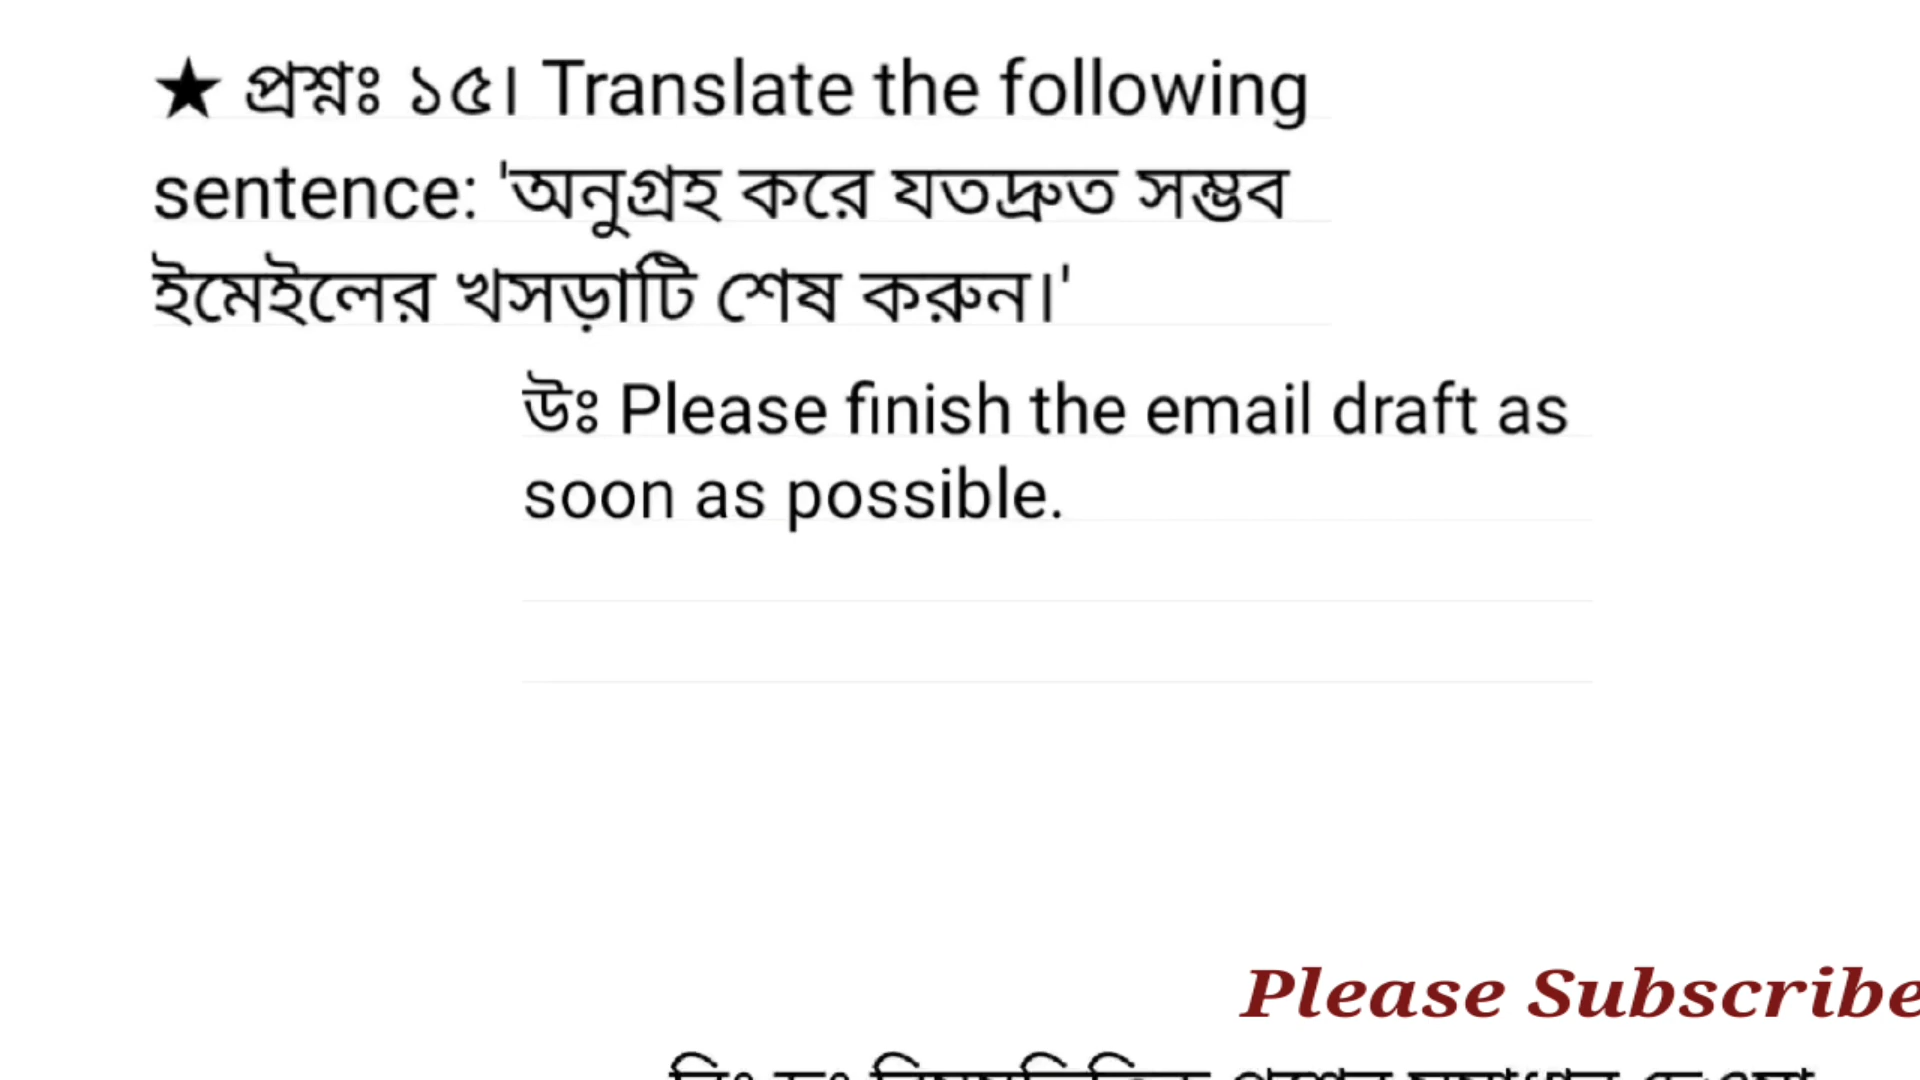 ★ প্রশ্নঃ ১৫। Translate the following
sentence: 'অনুগ্রহ করে যতদ্রুত সম্ভব
ইমেইলের খসড়াটি শেষ করুন।'
উঃ Please finish the email draft as
soon as possible.
Please Subscribe